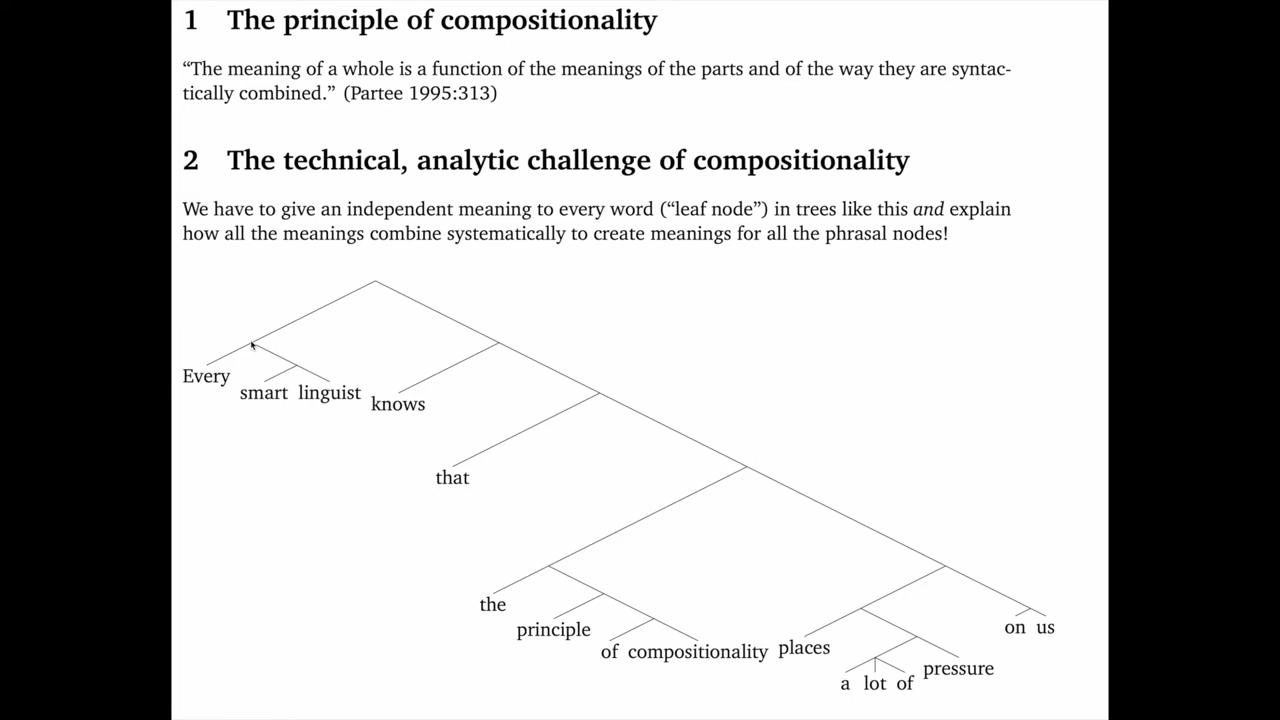 1 The principle of compositionality
“The meaning of a whole is a function of the meanings of the parts and of the way they are syntac-
tically combined.” (Partee 1995:313)
2 The technical, analytic challenge of compositionality
We have to give an independent meaning to every word (“leaf node”) in trees like this and explain
how all the meanings combine systematically to create meanings for all the phrasal nodes!
Every
smart linguist
knows
that
the
principle
of compositionality
places
a lot of
pressure
on us